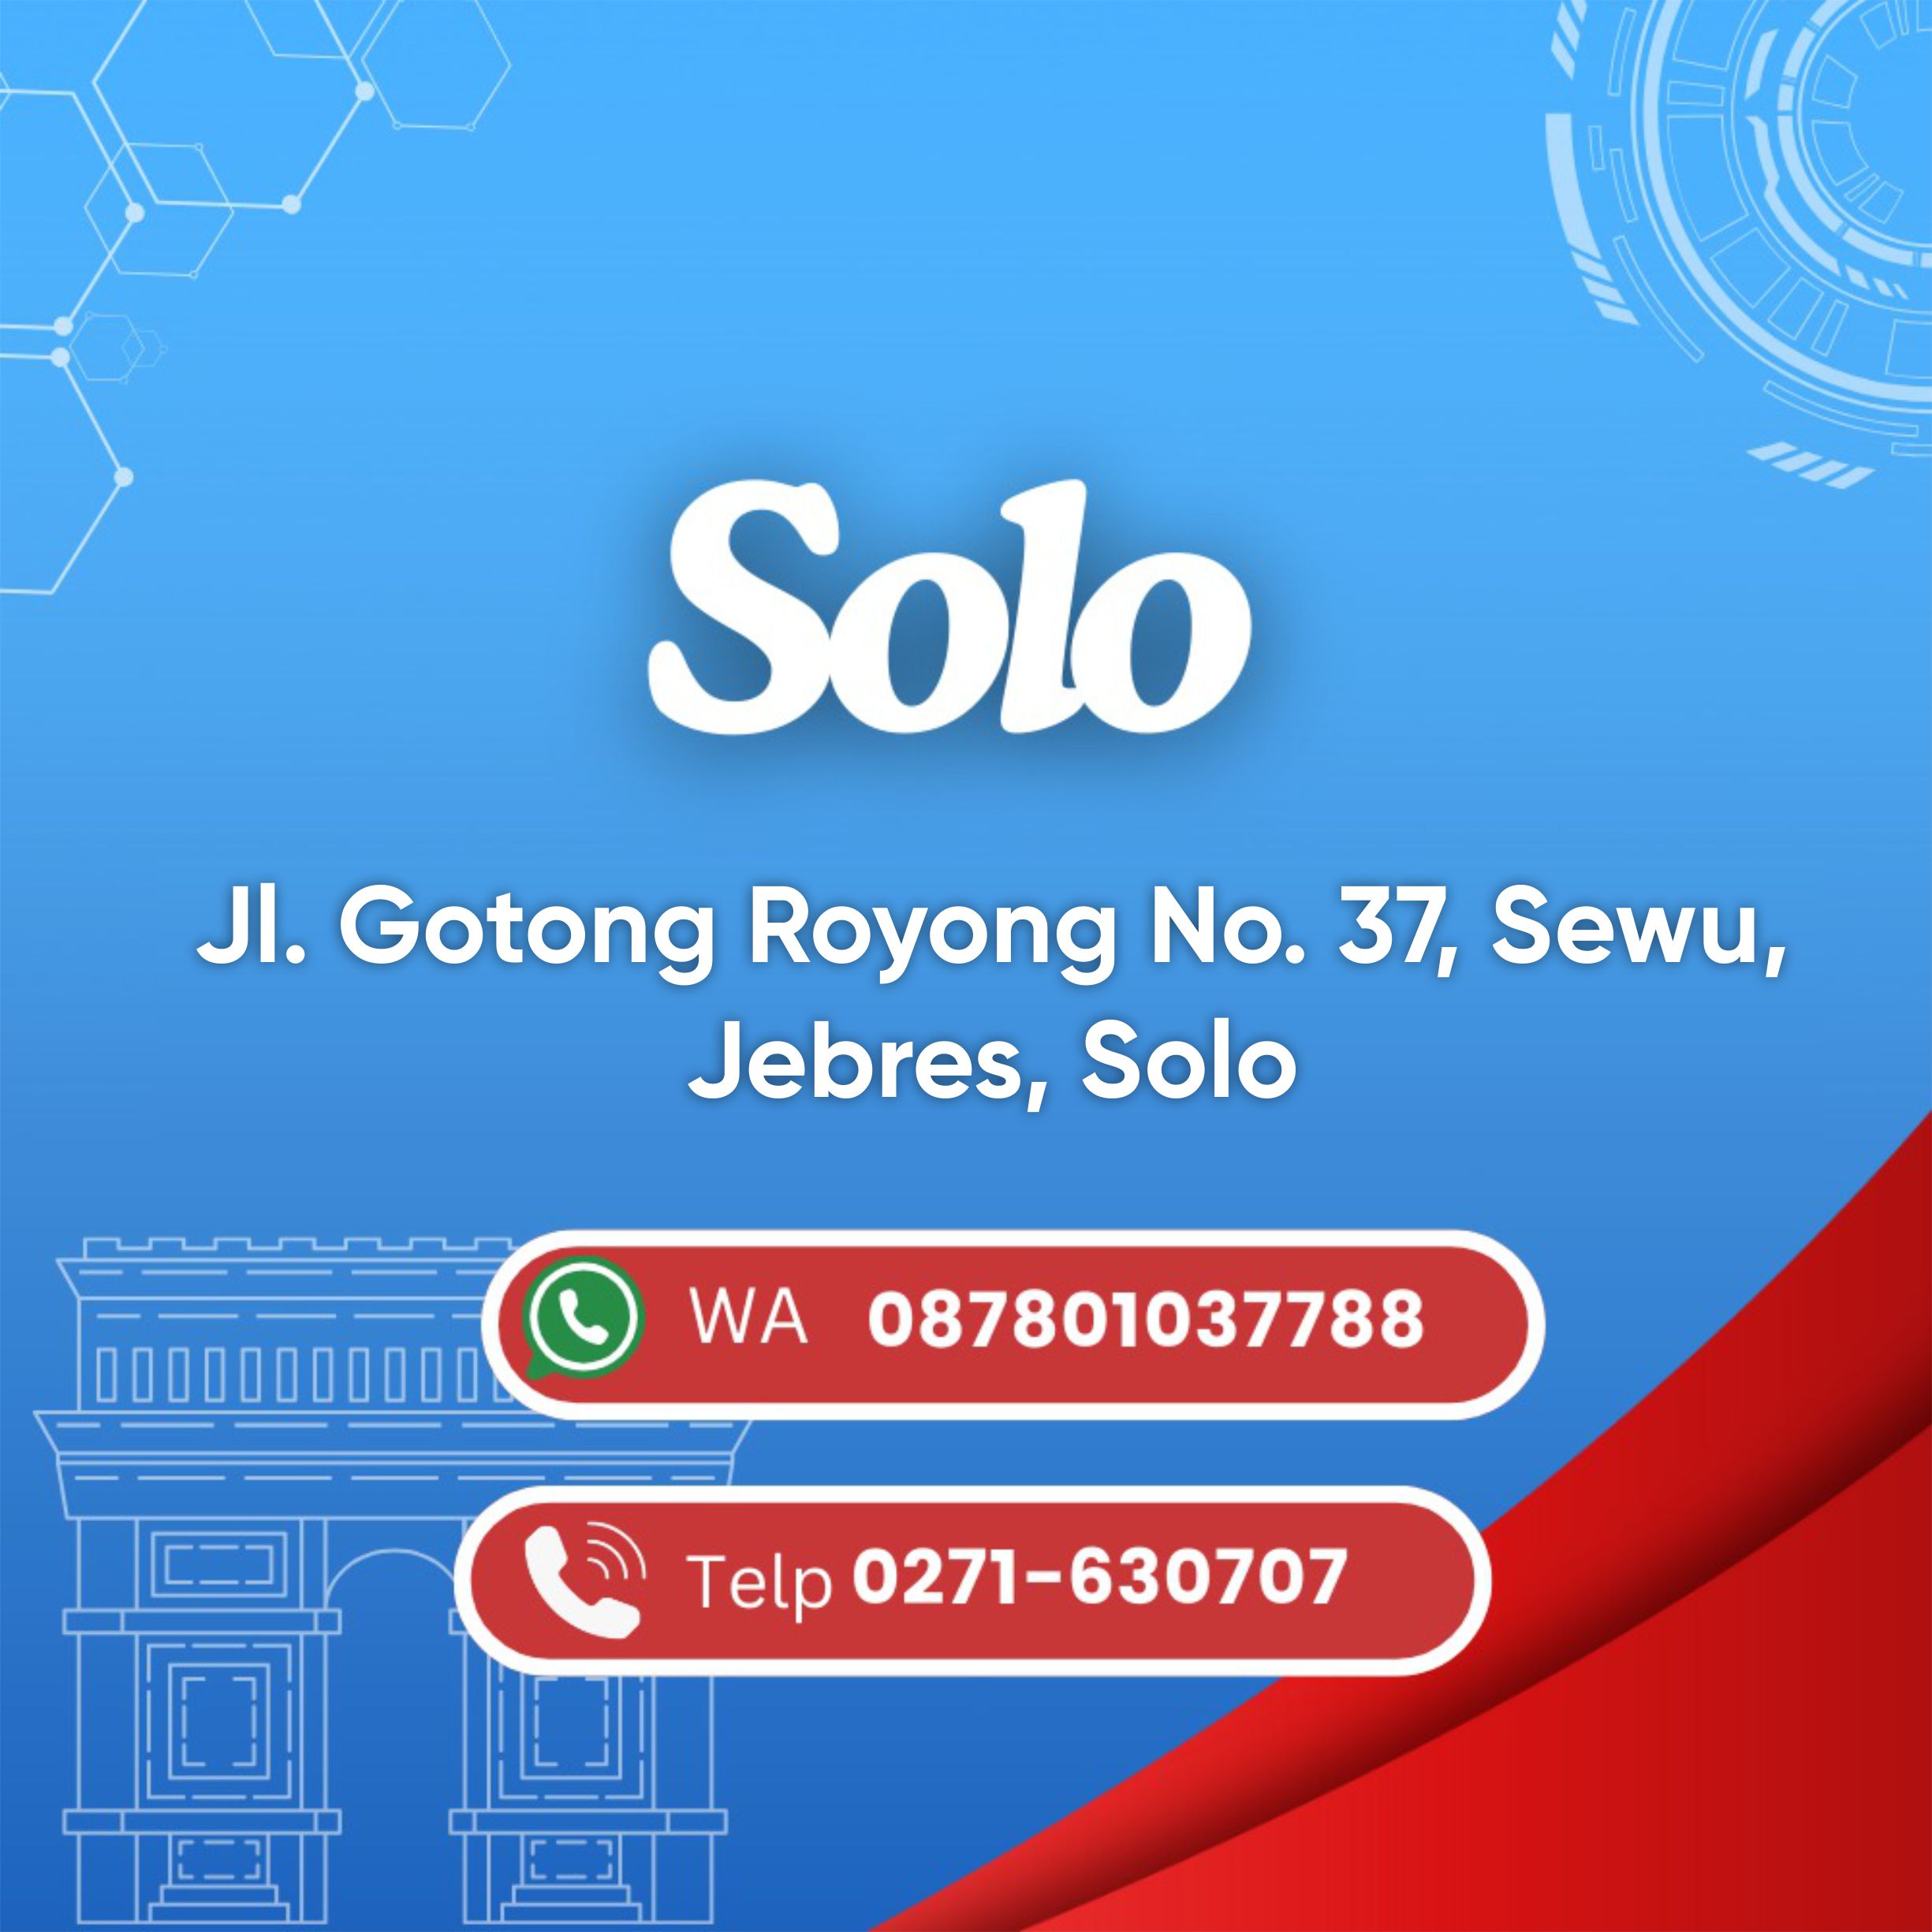 Solo
Jl. Gotong Royong No. 37, Sewu,
Jebres, Solo
WA 087801037788
Telp 0271-630707